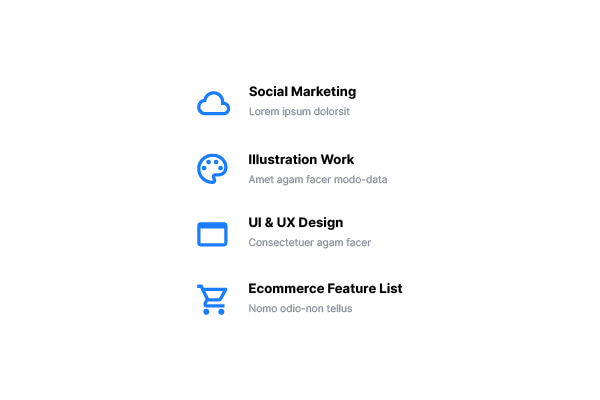 Social Marketing
Lorem ipsum dolorsit
Illustration Work
Amet agam facer modo-data
UI & UX Design
Consectetuer agam facer
Ecommerce Feature List
Nomo odio-non tellus